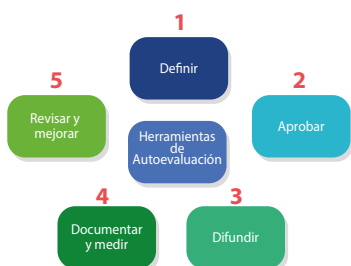 1
Definir
2
Aprobar
3
Difundir
4
Documentar
y medir
5
Revisar y
mejorar
Herramientas
de
Autoevaluación